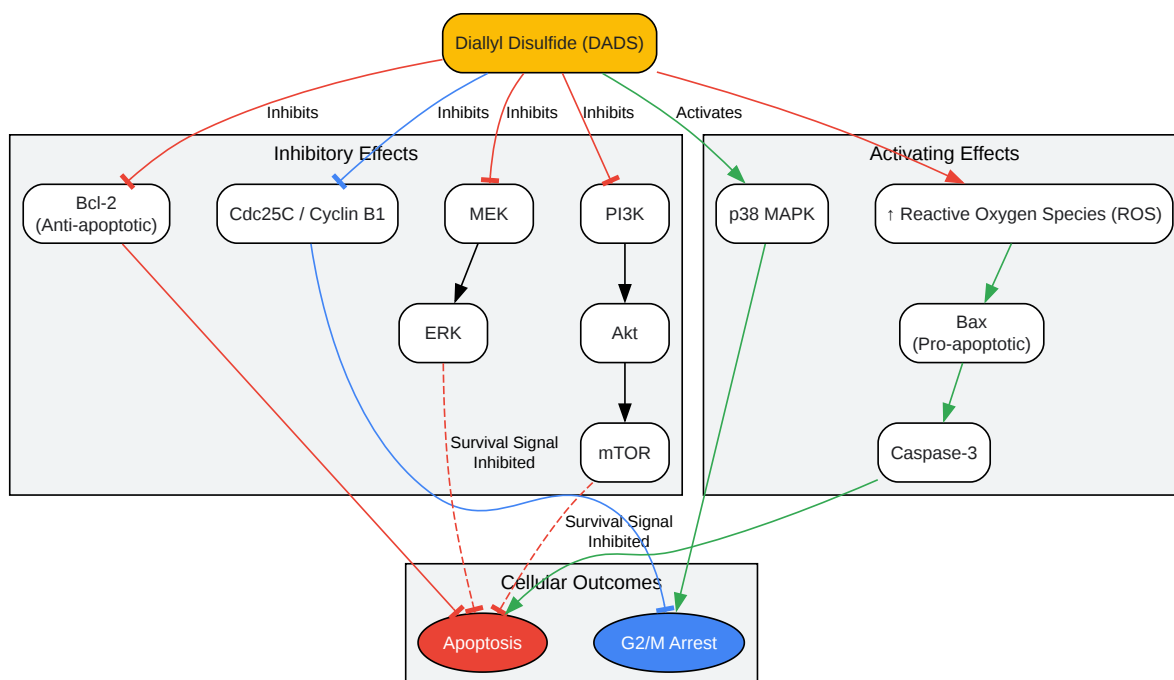 Diallyl Disulfide (DADS)
Inhibits
Inhibits
Inhibits
Inhibits
Activates
Inhibitory Effects
Activating Effects
Bcl-2
(Anti-apoptotic)
Cdc25C / Cyclin B1
MEK
PI3K
p38 MAPK
↑ Reactive Oxygen Species (ROS)
ERK
Akt
Bax
(Pro-apoptotic)
Survival Signal
Inhibited
mTOR
Caspase-3
Survival Signal
Inhibited
Cellular Outcomes
Apoptosis
G2/M Arrest